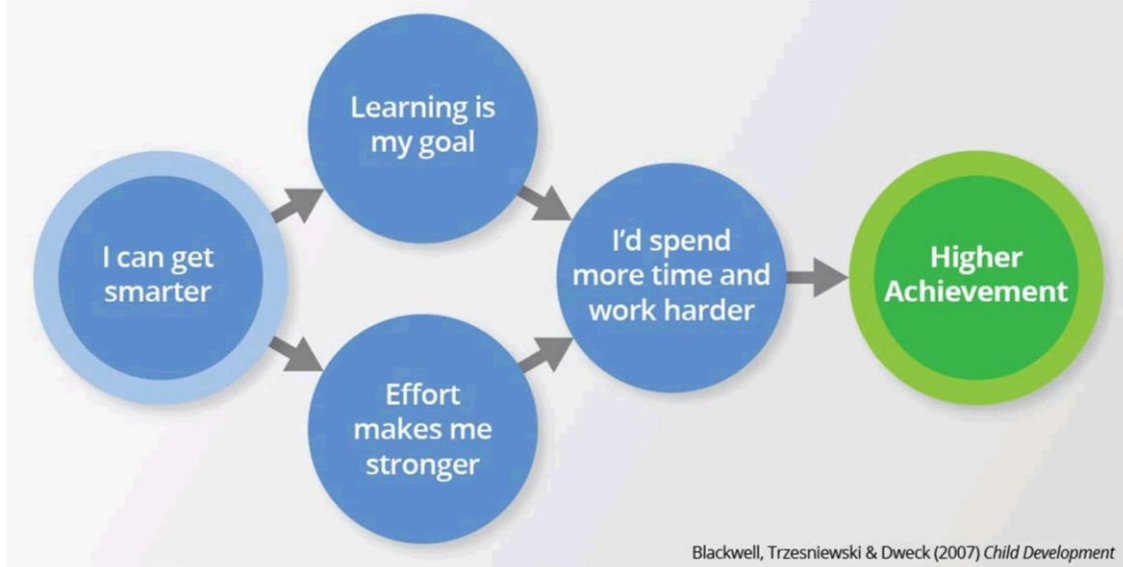 I can get
smarter
Learning is
my goal
Effort
makes me
stronger
I'd spend
more time and
work harder
Higher
Achievement
Blackwell, Trzesniewski & Dweck (2007) Child Development